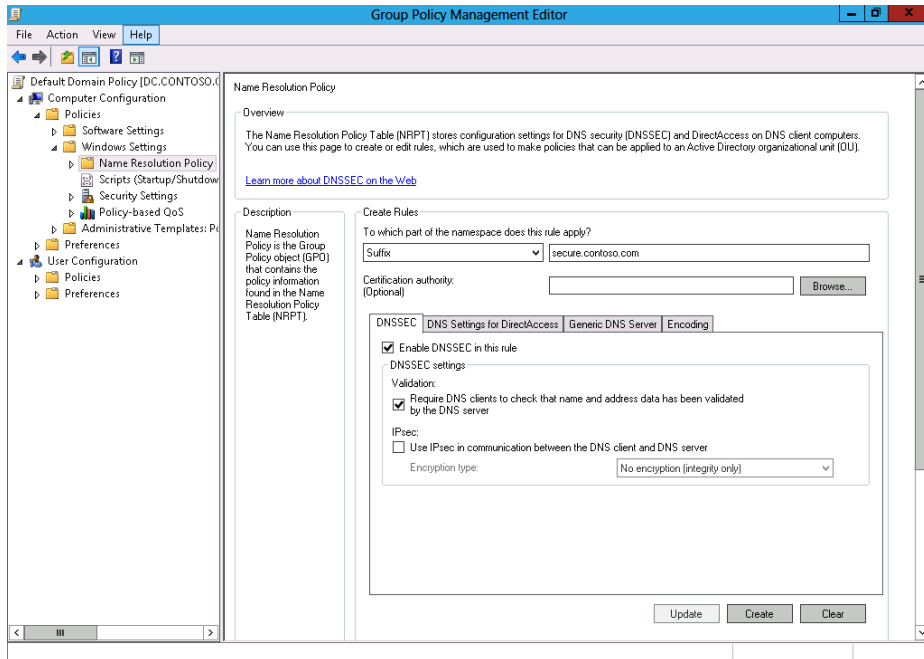 Group Policy Management Editor
File Action View Help
Default Domain Policy [DC.CONTOSO.(
Computer Configuration
Policies
Software Settings
Windows Settings
Name Resolution Policy
Scripts (Startup/Shutdow
Security Settings
Policy-based QoS
Administrative Templates: Po
Preferences
User Configuration
Policies
Preferences
Name Resolution Policy
Overview
The Name Resolution Policy Table (NRPT) stores configuration settings for DNS security (DNSSEC) and DirectAccess on DNS client computers.
You can use this page to create or edit rules, which are used to make policies that can be applied to an Active Directory organizational unit (OU).
Learn more about DNSSEC on the Web
Description
Name Resolution
Policy is the Group
Policy object (GPO)
that contains the
policy information
found in the Name
Resolution Policy
Table (NRPT).
Create Rules
To which part of the namespace does this rule apply?
Suffix secure.contoso.com
Certification authority:
(Optional)
Browse...
DNSSEC DNS Settings for DirectAccess Generic DNS Server Encoding
Enable DNSSEC in this rule
DNSSEC settings
Validation:
Require DNS clients to check that name and address data has been validated
by the DNS server
IPsec:
Use IPsec in communication between the DNS client and DNS server
Encryption type: No encryption (integrity only)
Update Create Clear